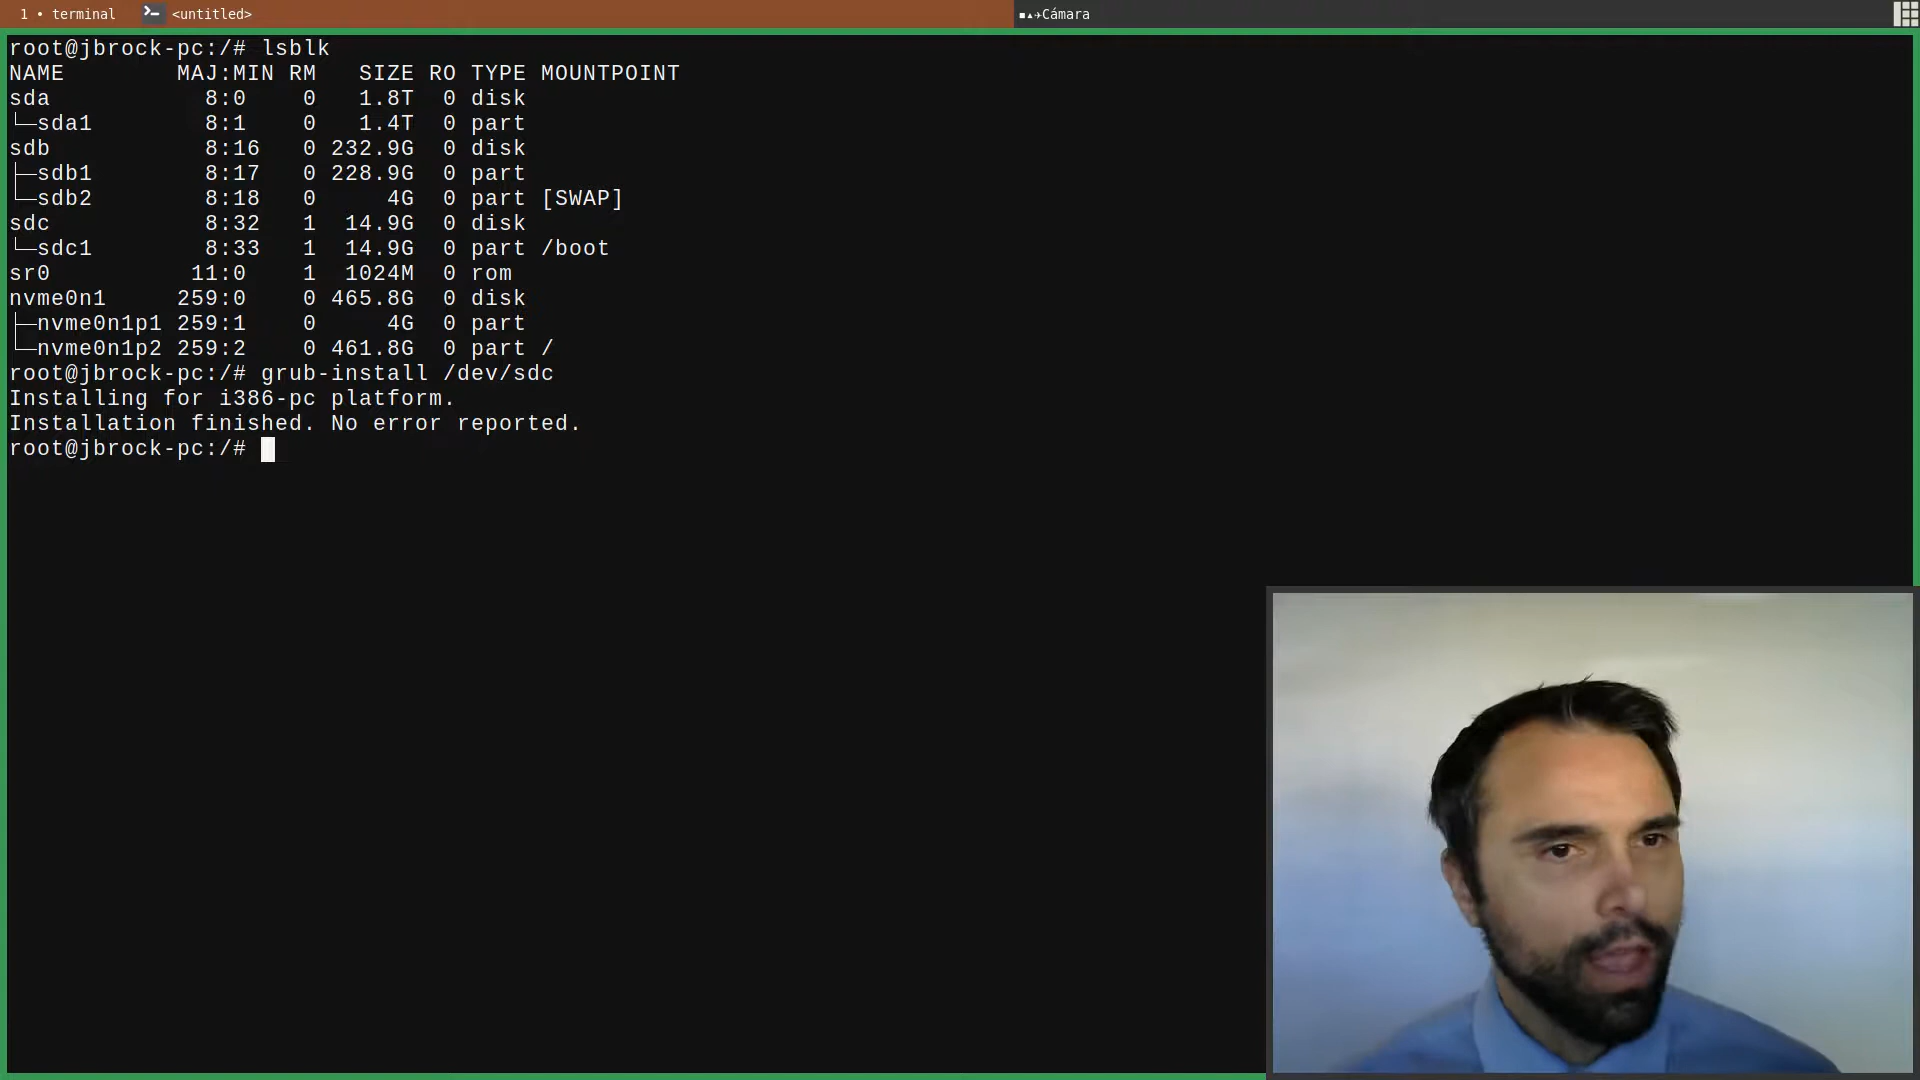 1 • terminal <untitled> Cámara
root@jbrock-pc:/# lsblk
NAME        MAJ:MIN RM   SIZE RO TYPE MOUNTPOINT
sda           8:0    0   1.8T  0 disk
└─sda1        8:1    0   1.4T  0 part
sdb           8:16   0 232.9G  0 disk
├─sdb1        8:17   0 228.9G  0 part
└─sdb2        8:18   0     4G  0 part [SWAP]
sdc           8:32   1  14.9G  0 disk
└─sdc1        8:33   1  14.9G  0 part /boot
sr0          11:0    1  1024M  0 rom
nvme0n1     259:0    0 465.8G  0 disk
├─nvme0n1p1 259:1    0     4G  0 part
└─nvme0n1p2 259:2    0 461.8G  0 part /
root@jbrock-pc:/# grub-install /dev/sdc
Installing for i386-pc platform.
Installation finished. No error reported.
root@jbrock-pc:/#